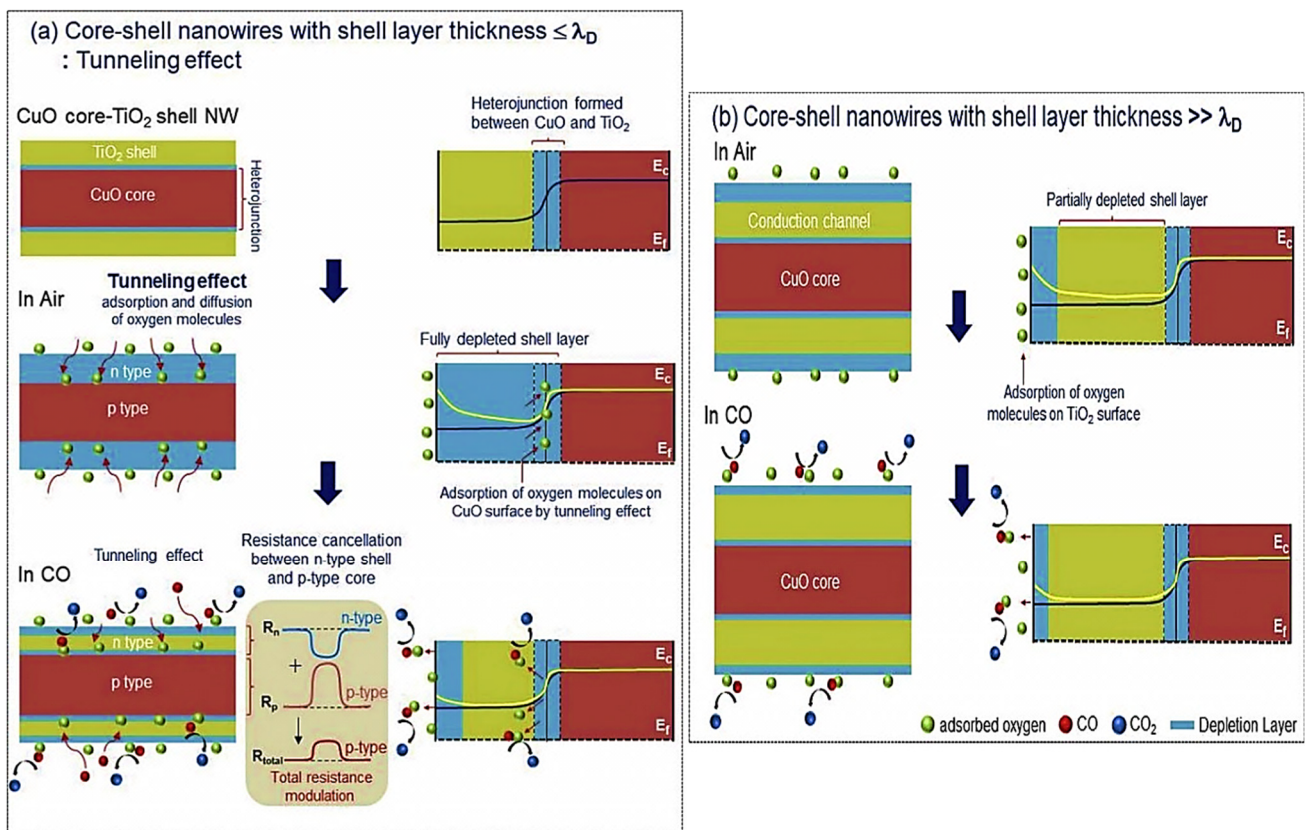 (a) Core-shell nanowires with shell layer thickness ≤ λD
: Tunneling effect
CuO core-TiO2 shell NW
TiO2 shell
CuO core
Heterojunction
Heterojunction formed
between CuO and TiO2
Ec
Ef
In Air
Tunneling effect
adsorption and diffusion
of oxygen molecules
n type
p type
Fully depleted shell layer
Ec
Ef
Adsorption of oxygen molecules on
CuO surface by tunneling effect
In CO
Tunneling effect
n type
p type
Resistance cancellation
between n-type shell
and p-type core
Rn
n-type
+
Rp
p-type
Rtotal
p-type
Total resistance
modulation
Ec
Ef
(b) Core-shell nanowires with shell layer thickness >> λD
In Air
Conduction channel
CuO core
Partially depleted shell layer
Ec
Ef
Adsorption of oxygen
molecules on TiO2 surface
In CO
CuO core
Ec
Ef
adsorbed oxygen
CO
CO2
Depletion Layer